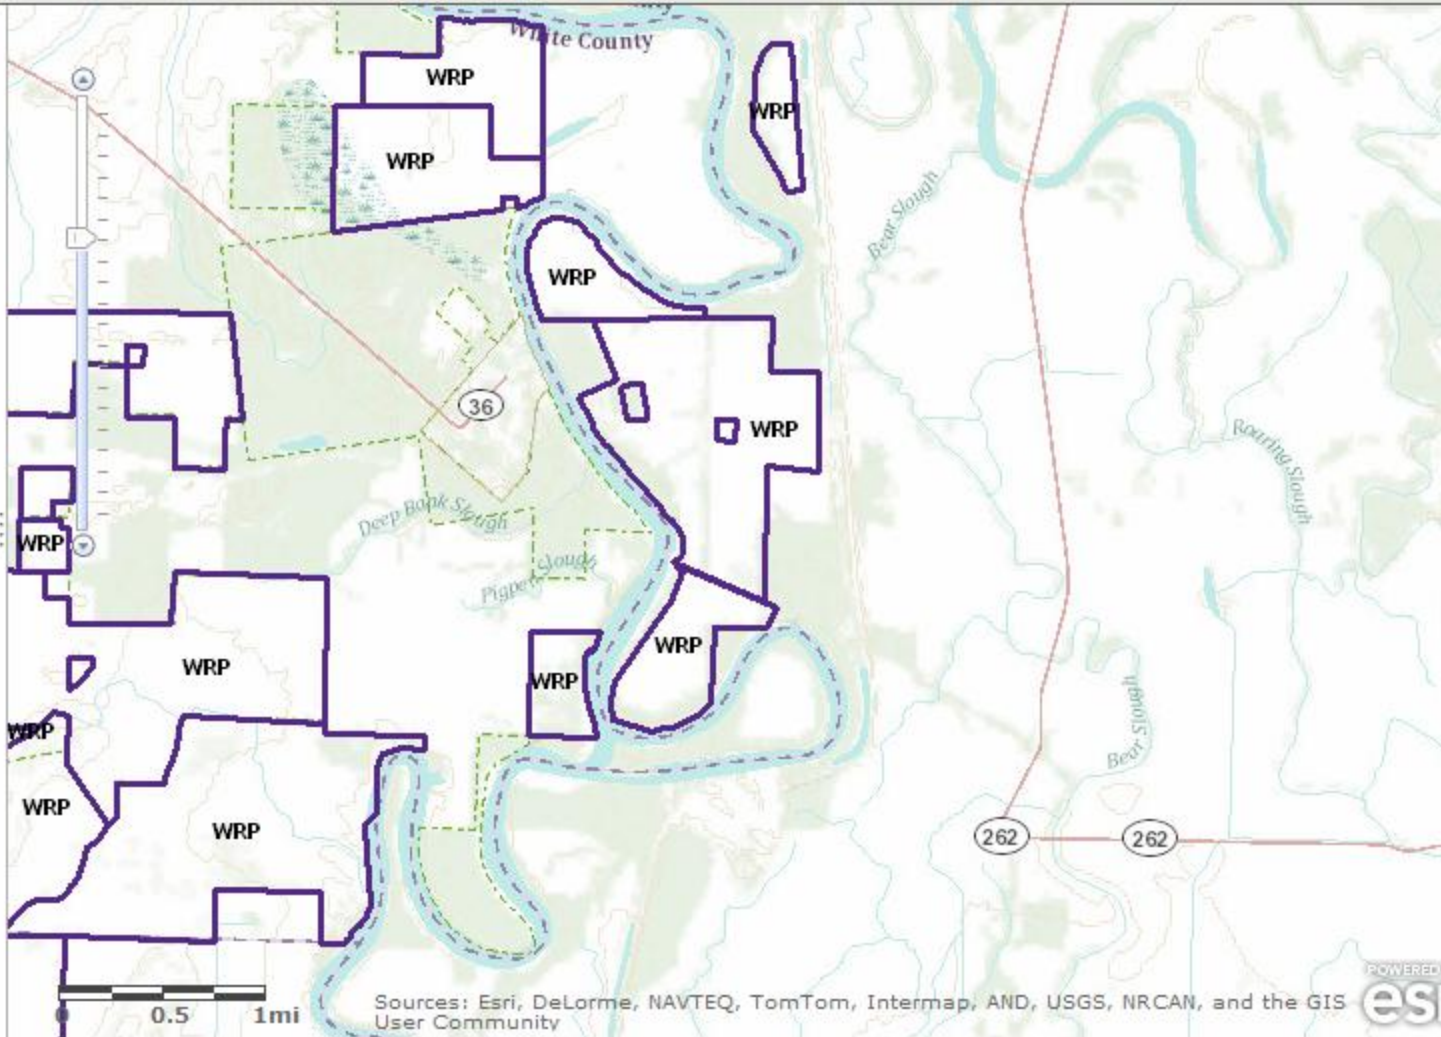 White County
WRP
WRP
WRP
Bear Slough
WRP
36
WRP
Roaring Slough
Deep Bank Slough
WRP
Pigpen Slough
WRP
WRP
WRP
WRP
Bear Slough
WRP
WRP
262
262
0 0.5 1mi
Sources: Esri, DeLorme, NAVTEQ, TomTom, Intermap, AND, USGS, NRCAN, and the GIS
User Community
POWERED
es